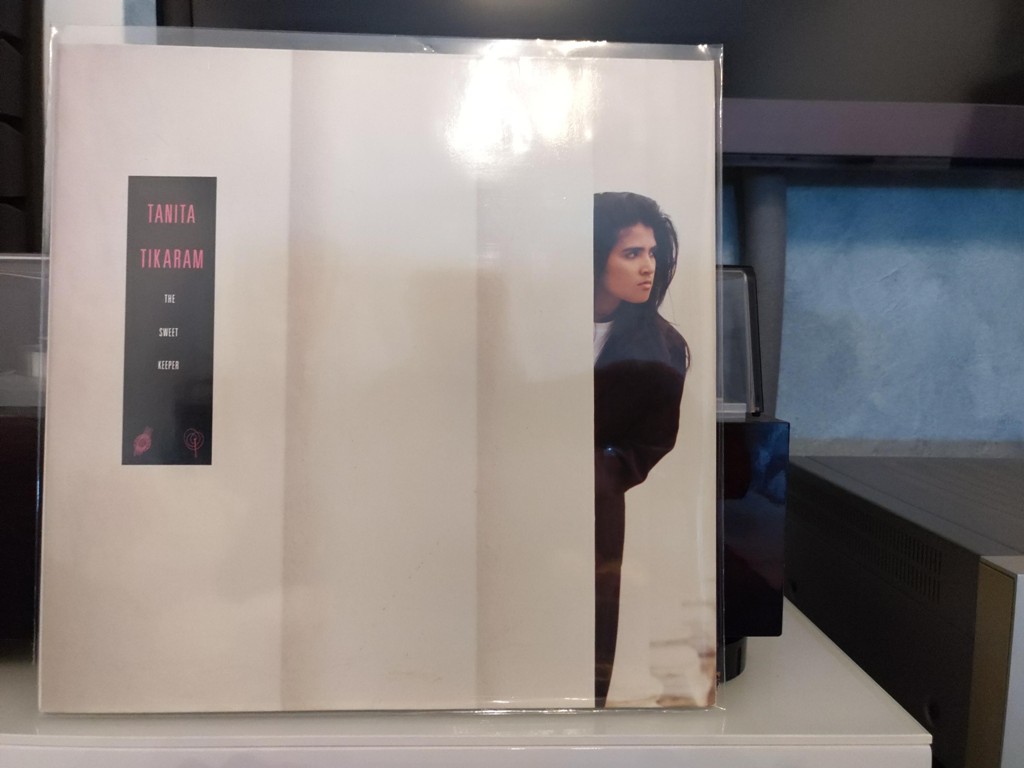 TANITA
TIKARAM
THE
SWEET
KEEPER